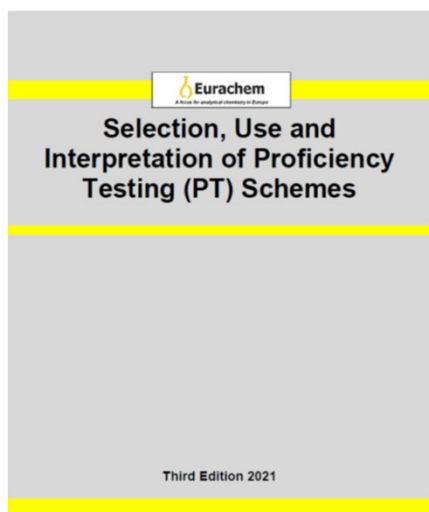 Eurachem
A focus for analytical chemistry in Europe
Selection, Use and
Interpretation of Proficiency
Testing (PT) Schemes
Third Edition 2021